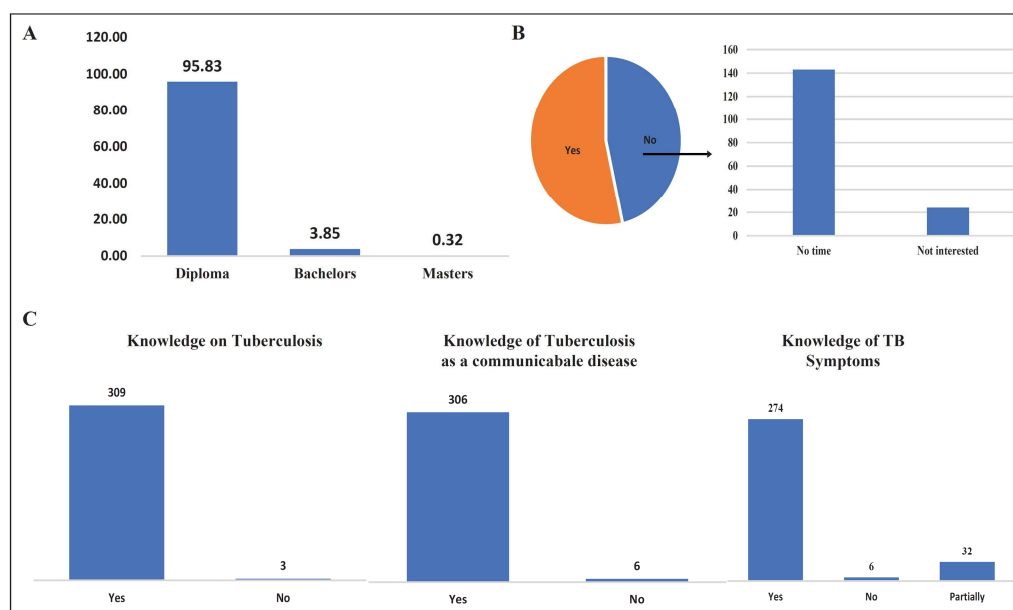 A
120.00
100.00
80.00
60.00
40.00
20.00
0.00
95.83
3.85
0.32
Diploma
Bachelors
Masters
B
Yes
No
160
140
120
100
80
60
40
20
0
No time
Not interested
C
Knowledge on Tuberculosis
309
3
Yes
No
Knowledge of Tuberculosis
as a communicabale disease
306
6
Yes
No
Knowledge of TB
Symptoms
274
6
32
Yes
No
Partially